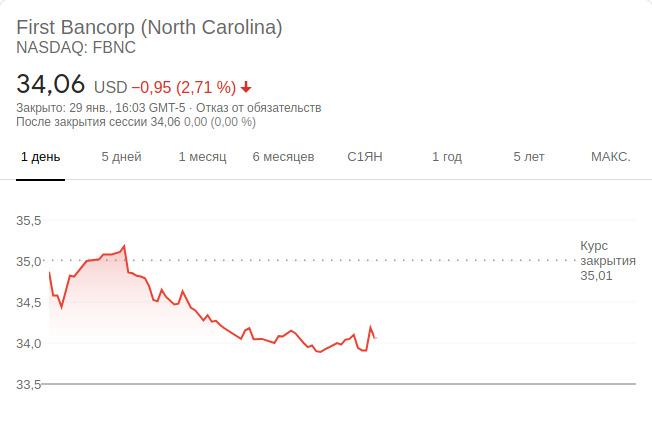 First Bancorp (North Carolina)
NASDAQ: FBNC
34,06 USD −0,95 (2,71 %)
Закрыто: 29 янв., 16:03 GMT-5 · Отказ от обязательств
После закрытия сессии 34,06 0,00 (0,00 %)
1 день 5 дней 1 месяц 6 месяцев С1ЯН 1 год 5 лет МАКС.
35,5
35,0
34,5
34,0
33,5
Курс
закрытия
35,01